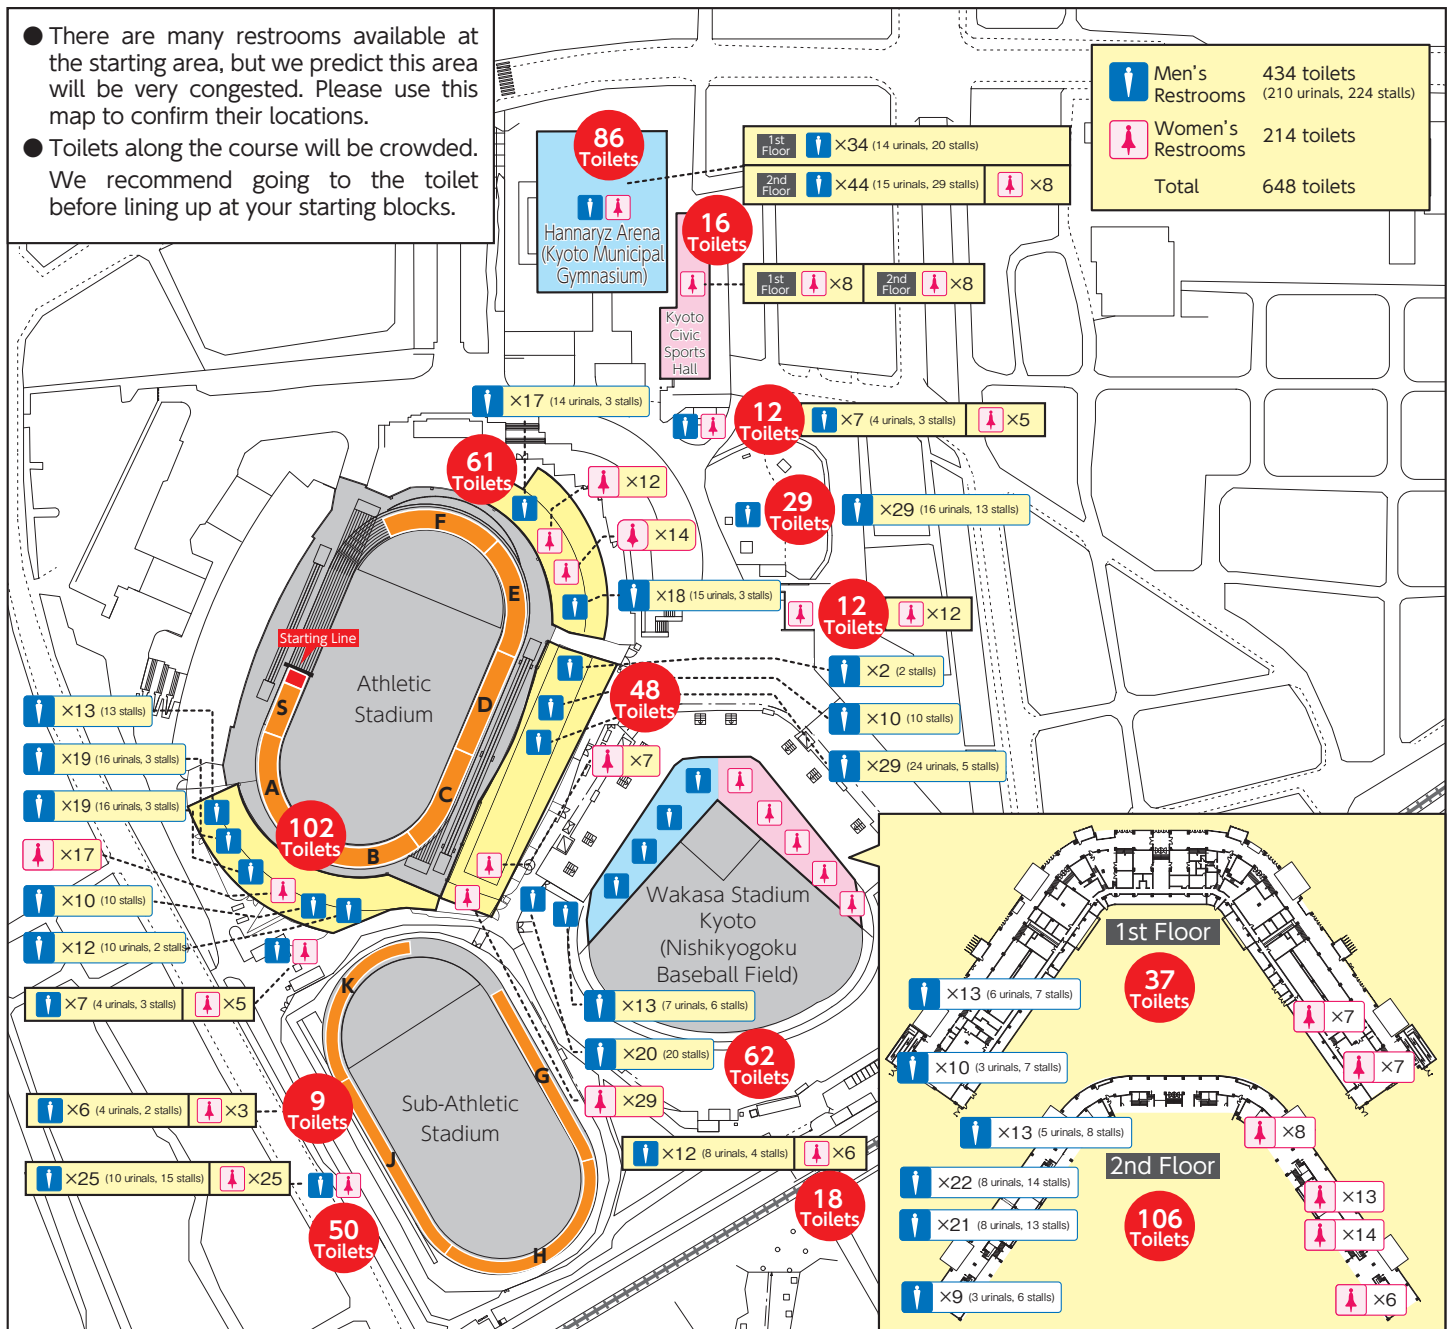 ● There are many restrooms available at
the starting area, but we predict this area
will be very congested. Please use this
map to confirm their locations.
● Toilets along the course will be crowded.
We recommend going to the toilet
before lining up at your starting blocks.
Men's
Restrooms
434 toilets
(210 urinals, 224 stalls)
Women's
Restrooms
214 toilets
Total 648 toilets
86
Toilets
Hannaryz Arena
(Kyoto Municipal
Gymnasium)
1st
Floor
×34 (14 urinals, 20 stalls)
2nd
Floor
×44 (15 urinals, 29 stalls)
×8
16
Toilets
1st
Floor
×8
2nd
Floor
×8
Kyoto
Civic
Sports
Hall
×17 (14 urinals, 3 stalls)
12
Toilets
×7 (4 urinals, 3 stalls)
×5
61
Toilets
×12
×14
×18 (15 urinals, 3 stalls)
29
Toilets
×29 (16 urinals, 13 stalls)
12
Toilets
×12
F
E
D
C
B
A
S
Starting Line
Athletic
Stadium
48
Toilets
×2 (2 stalls)
×10 (10 stalls)
×29 (24 urinals, 5 stalls)
×7
×13 (13 stalls)
×19 (16 urinals, 3 stalls)
×19 (16 urinals, 3 stalls)
×17
×10 (10 stalls)
×12 (10 urinals, 2 stalls)
102
Toilets
×7 (4 urinals, 3 stalls)
×5
Wakasa Stadium
Kyoto
(Nishikyogoku
Baseball Field)
×13 (7 urinals, 6 stalls)
×20 (20 stalls)
×29
62
Toilets
K
G
J
H
Sub-Athletic
Stadium
×6 (4 urinals, 2 stalls)
×3
9
Toilets
×25 (10 urinals, 15 stalls)
×25
50
Toilets
×12 (8 urinals, 4 stalls)
×6
18
Toilets
1st Floor
37
Toilets
×13 (6 urinals, 7 stalls)
×7
×10 (3 urinals, 7 stalls)
×7
2nd Floor
106
Toilets
×13 (5 urinals, 8 stalls)
×8
×22 (8 urinals, 14 stalls)
×13
×21 (8 urinals, 13 stalls)
×14
×9 (3 urinals, 6 stalls)
×6